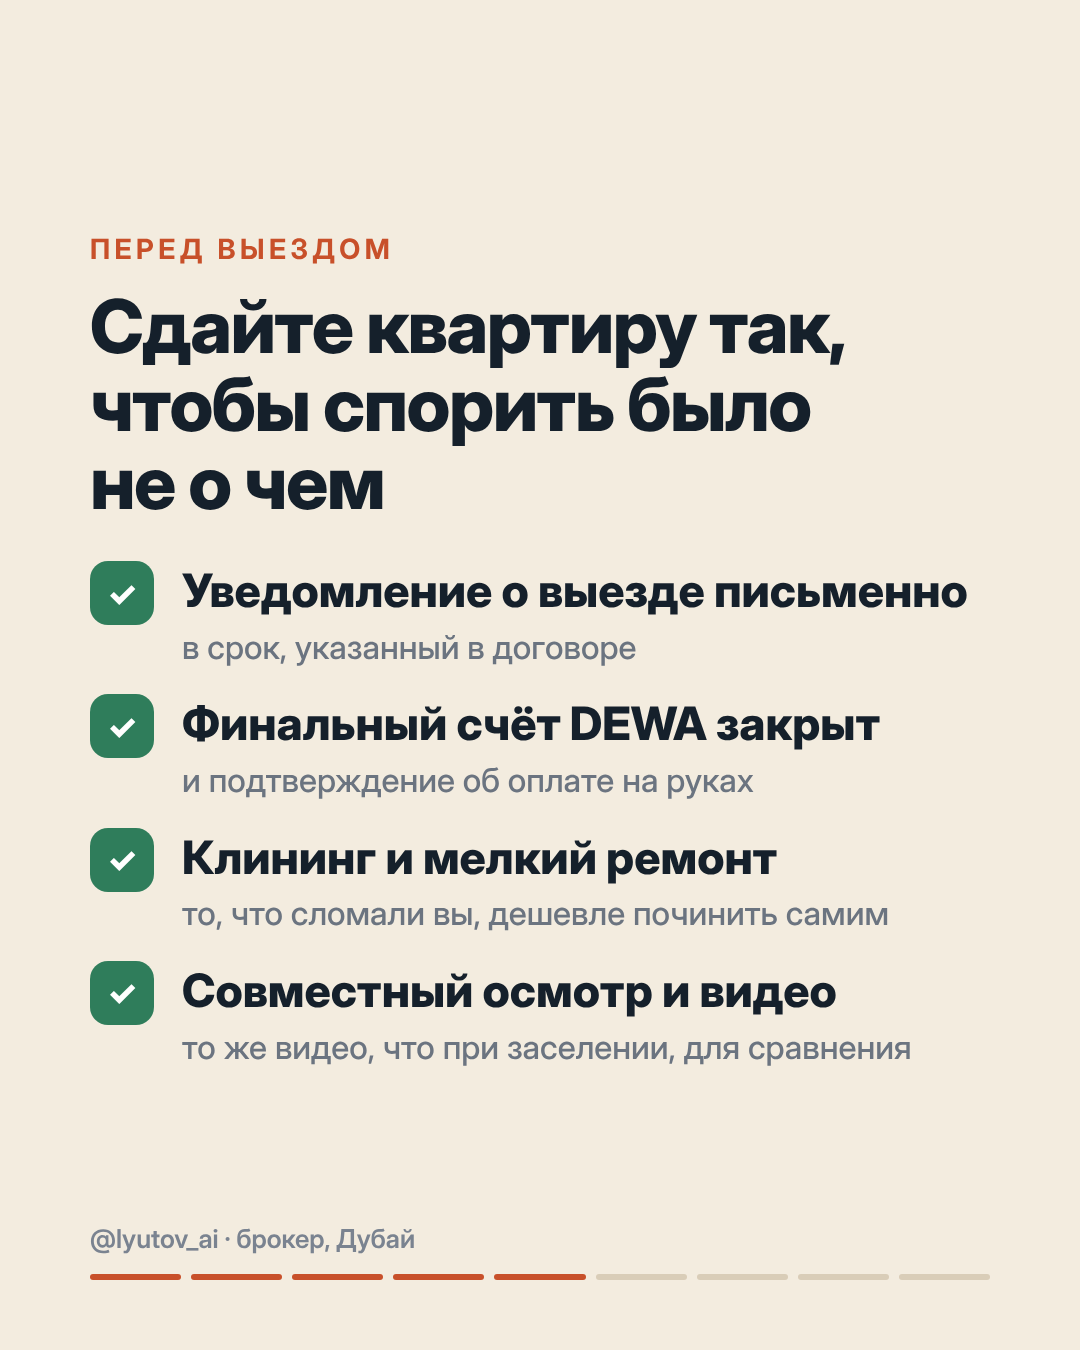 ПЕРЕД ВЫЕЗДОМ
Сдайте квартиру так,
чтобы спорить было
не о чем
Уведомление о выезде письменно
в срок, указанный в договоре
Финальный счёт DEWA закрыт
и подтверждение об оплате на руках
Клининг и мелкий ремонт
то, что сломали вы, дешевле починить самим
Совместный осмотр и видео
то же видео, что при заселении, для сравнения
@lyutov_ai · брокер, Дубай